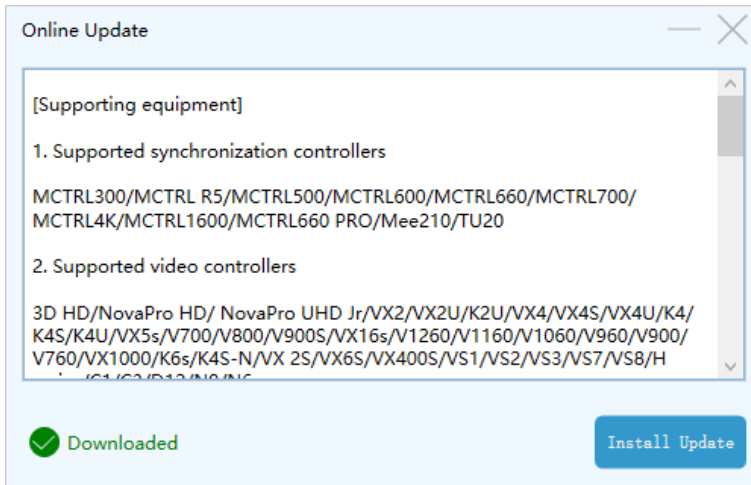 Online Update
[Supporting equipment]
1. Supported synchronization controllers
MCTRL300/MCTRL R5/MCTRL500/MCTRL600/MCTRL660/MCTRL700/
MCTRL4K/MCTRL1600/MCTRL660 PRO/Mee210/TU20
2. Supported video controllers
3D HD/NovaPro HD/ NovaPro UHD Jr/VX2/VX2U/K2U/VX4/VX4S/VX4U/K4/
K4S/K4U/VX5s/V700/V800/V900S/VX16s/V1260/V1160/V1060/V960/V900/
V760/VX1000/K6s/K4S-N/VX 2S/VX6S/VX400S/VS1/VS2/VS3/VS7/VS8/H
Downloaded
Install Update